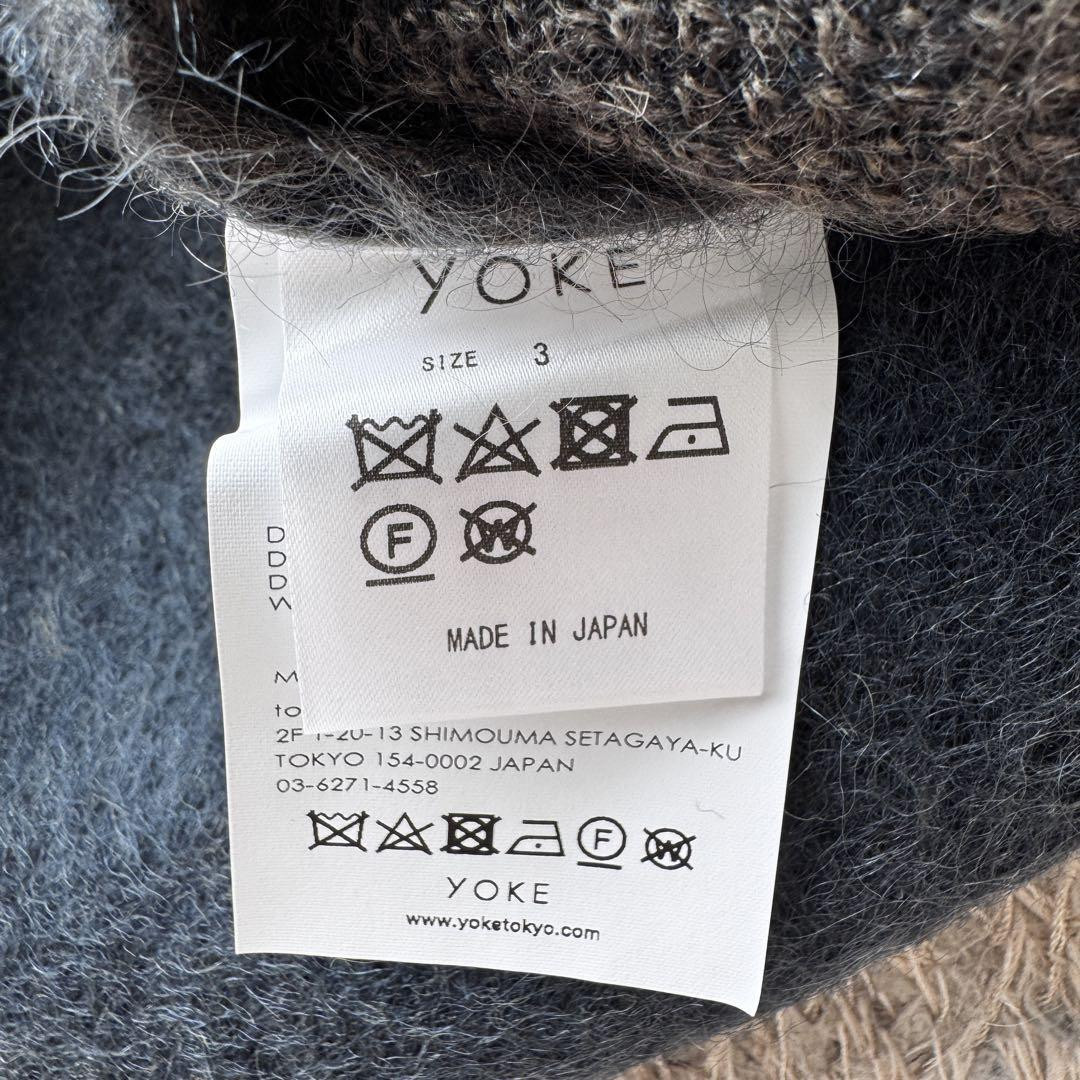 YOKE
SIZE 3
F
W
MADE IN JAPAN
D
D
D
W
M
to
2F 1-20-13 SHIMOUMA SETAGAYA-KU
TOKYO 154-0002 JAPAN
03-6271-4558
F W
YOKE
www.yoketokyo.com